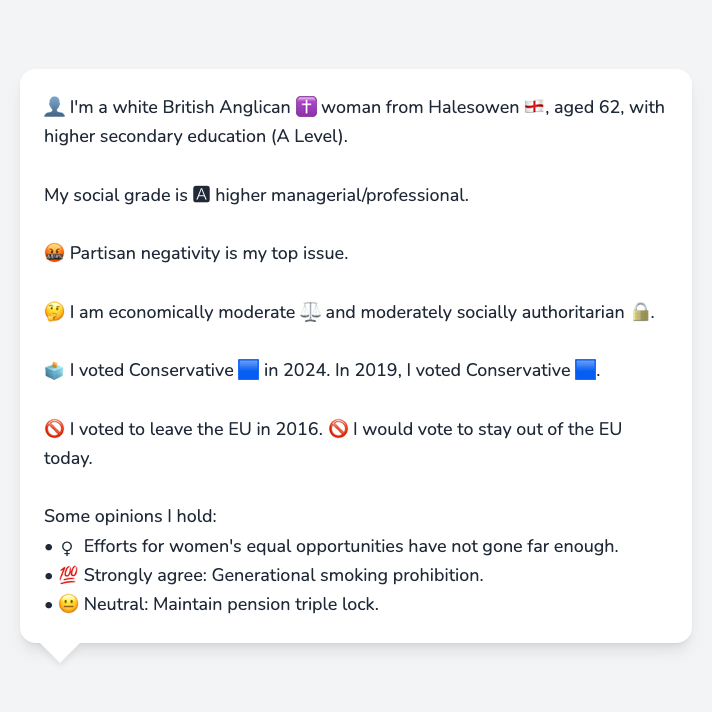 👤 I'm a white British Anglican ✝️ woman from Halesowen 🏴󠁧󠁢󠁥󠁮󠁧󠁿, aged 62, with
higher secondary education (A Level).
My social grade is 🅰 higher managerial/professional.
🤬 Partisan negativity is my top issue.
🤔 I am economically moderate ⚖️ and moderately socially authoritarian 🔒.
🗳️ I voted Conservative 🟦 in 2024. In 2019, I voted Conservative 🟦.
🚫 I voted to leave the EU in 2016. 🚫 I would vote to stay out of the EU
today.
Some opinions I hold:
• ♀ Efforts for women's equal opportunities have not gone far enough.
• 💯 Strongly agree: Generational smoking prohibition.
• 😐 Neutral: Maintain pension triple lock.